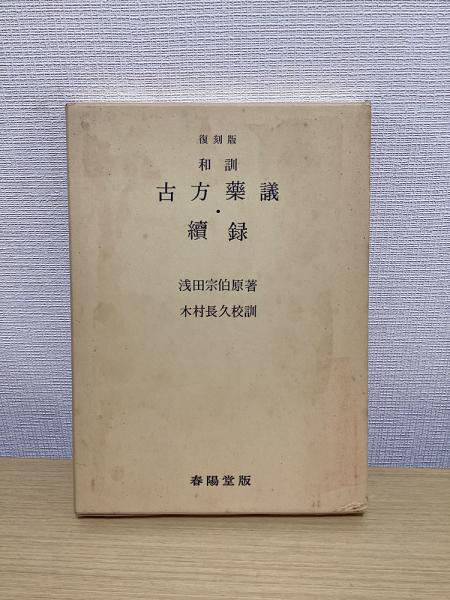 復刻版
和訓
古方藥議
・
續録
浅田宗伯原著
木村長久校訓
春陽堂版